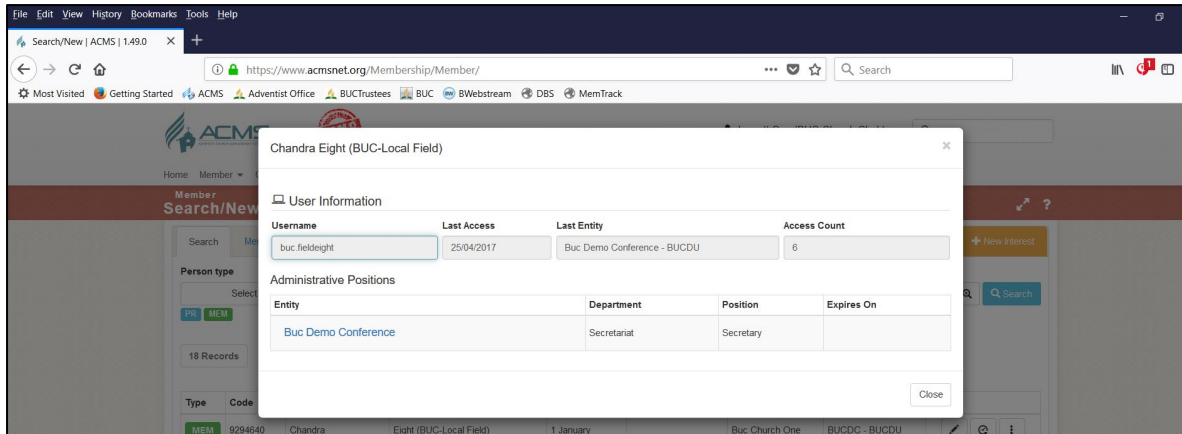 File Edit View History Bookmarks Tools Help
Search/New | ACMS | 1.49.0
https://www.acmsnet.org/Membership/Member/
Search
Most Visited Getting Started ACMS Adventist Office BUCTrustees BUC BWebstream DBS MemTrack
ACMS
Chandra Eight (BUC-Local Field)
Home Member
Member
Search/New
User Information
Username Last Access Last Entity Access Count
buc.fieldeight 25/04/2017 Buc Demo Conference - BUCDU 6
Search
New Interest
Person type
Administrative Positions
Select
Search
Entity Department Position Expires On
PR MEM
Buc Demo Conference Secretariat Secretary
18 Records
Close
Type Code
MEM 9294640 Chandra Eight (BUC-Local Field) 1 January Buc Church One BUCDC - BUCDU